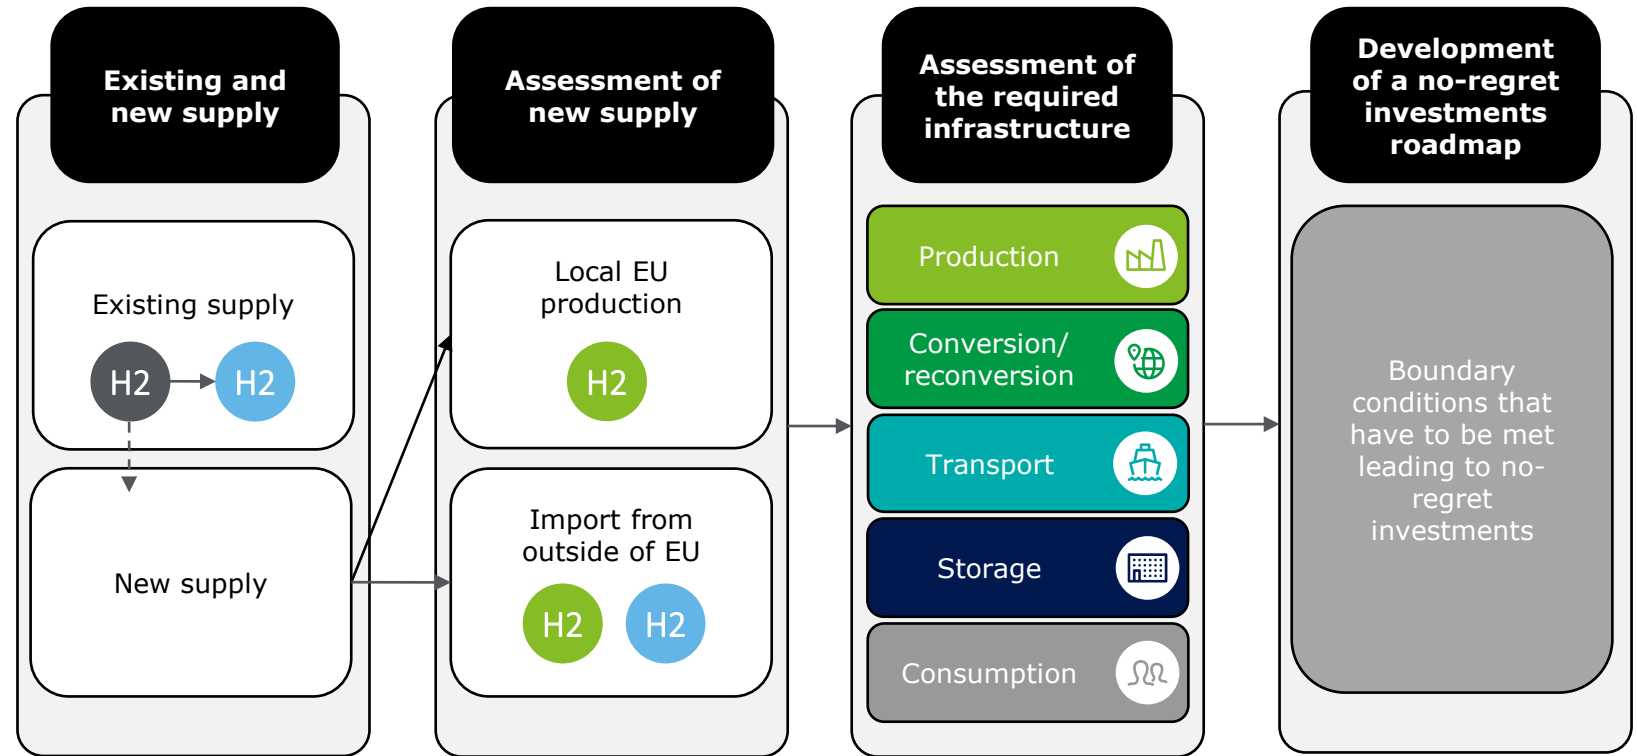 Existing and
new supply
Existing supply
H2
H2
New supply
Assessment of
new supply
Local EU
production
H2
Import from
outside of EU
H2
H2
Assessment of
the required
infrastructure
Production
Conversion/
reconversion
Transport
Storage
Consumption
Development
of a no-regret
investments
roadmap
Boundary
conditions that
have to be met
leading to no-
regret
investments